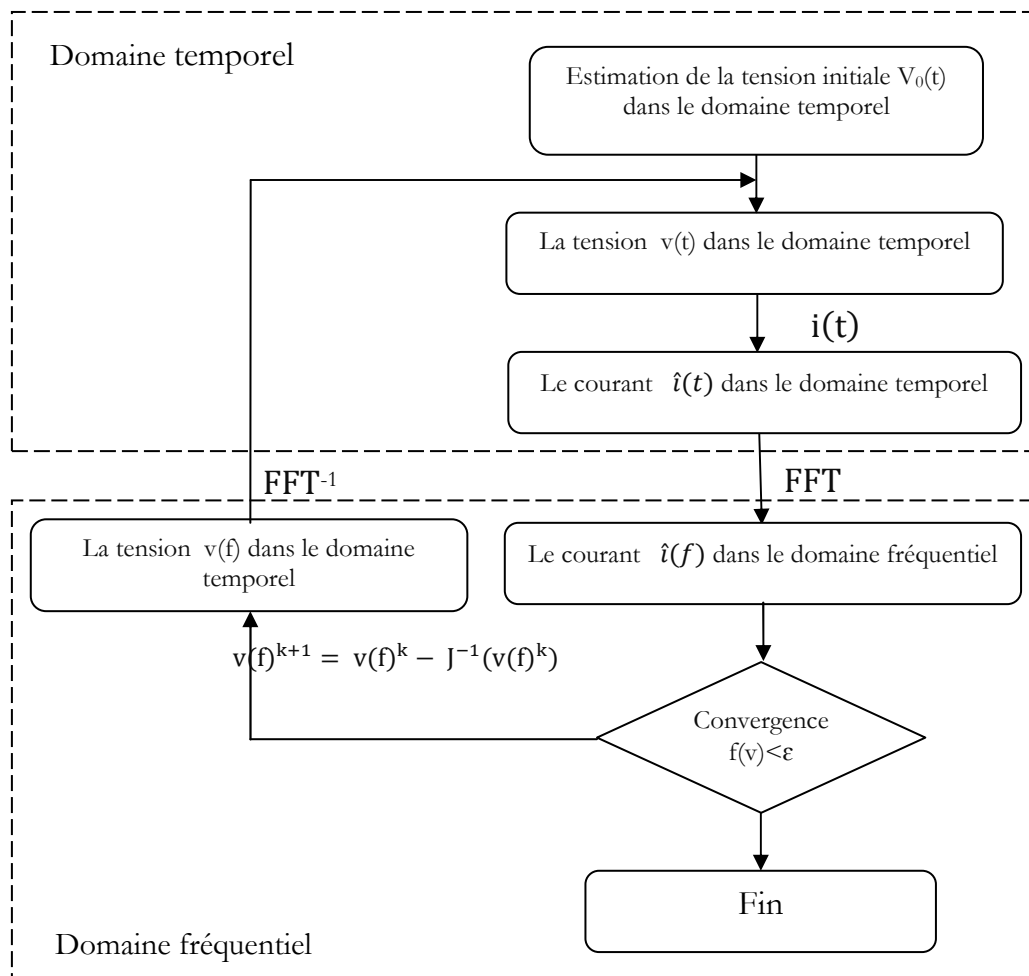 Domaine temporel
Estimation de la tension initiale V₀(t)
dans le domaine temporel
La tension v(t) dans le domaine temporel
i(t)
Le courant î(t) dans le domaine temporel
FFT⁻¹
FFT
La tension v(f) dans le domaine
temporel
Le courant î(f) dans le domaine fréquentiel
v(f)ᵏ⁺¹ = v(f)ᵏ − J⁻¹(v(f)ᵏ)
Convergence
f(v)<ε
Fin
Domaine fréquentiel